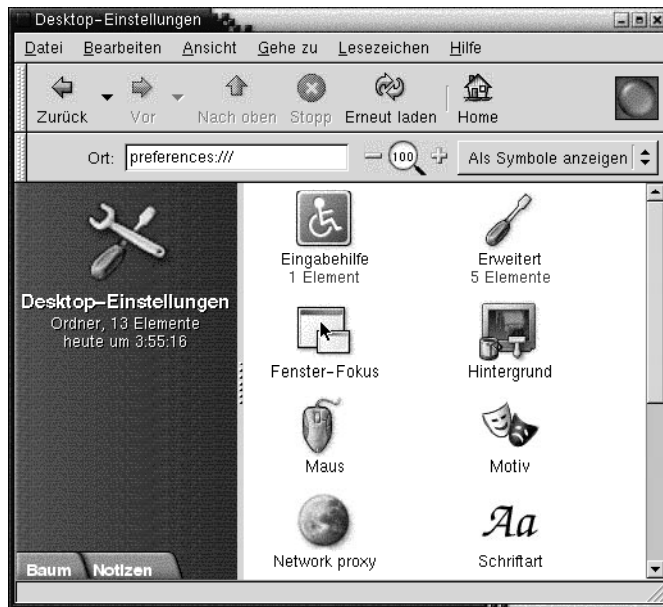 Desktop-Einstellungen
Datei Bearbeiten Ansicht Gehe zu Lesezeichen Hilfe
Zurück Vor Nach oben Stopp Erneut laden Home
Ort: preferences:/// 100 Als Symbole anzeigen
Desktop-Einstellungen
Ordner, 13 Elemente
heute um 3:55:16
Eingabehilfe
1 Element
Erweitert
5 Elemente
Fenster-Fokus
Hintergrund
Maus
Motiv
Aa
Network proxy
Schriftart
Baum Notizen